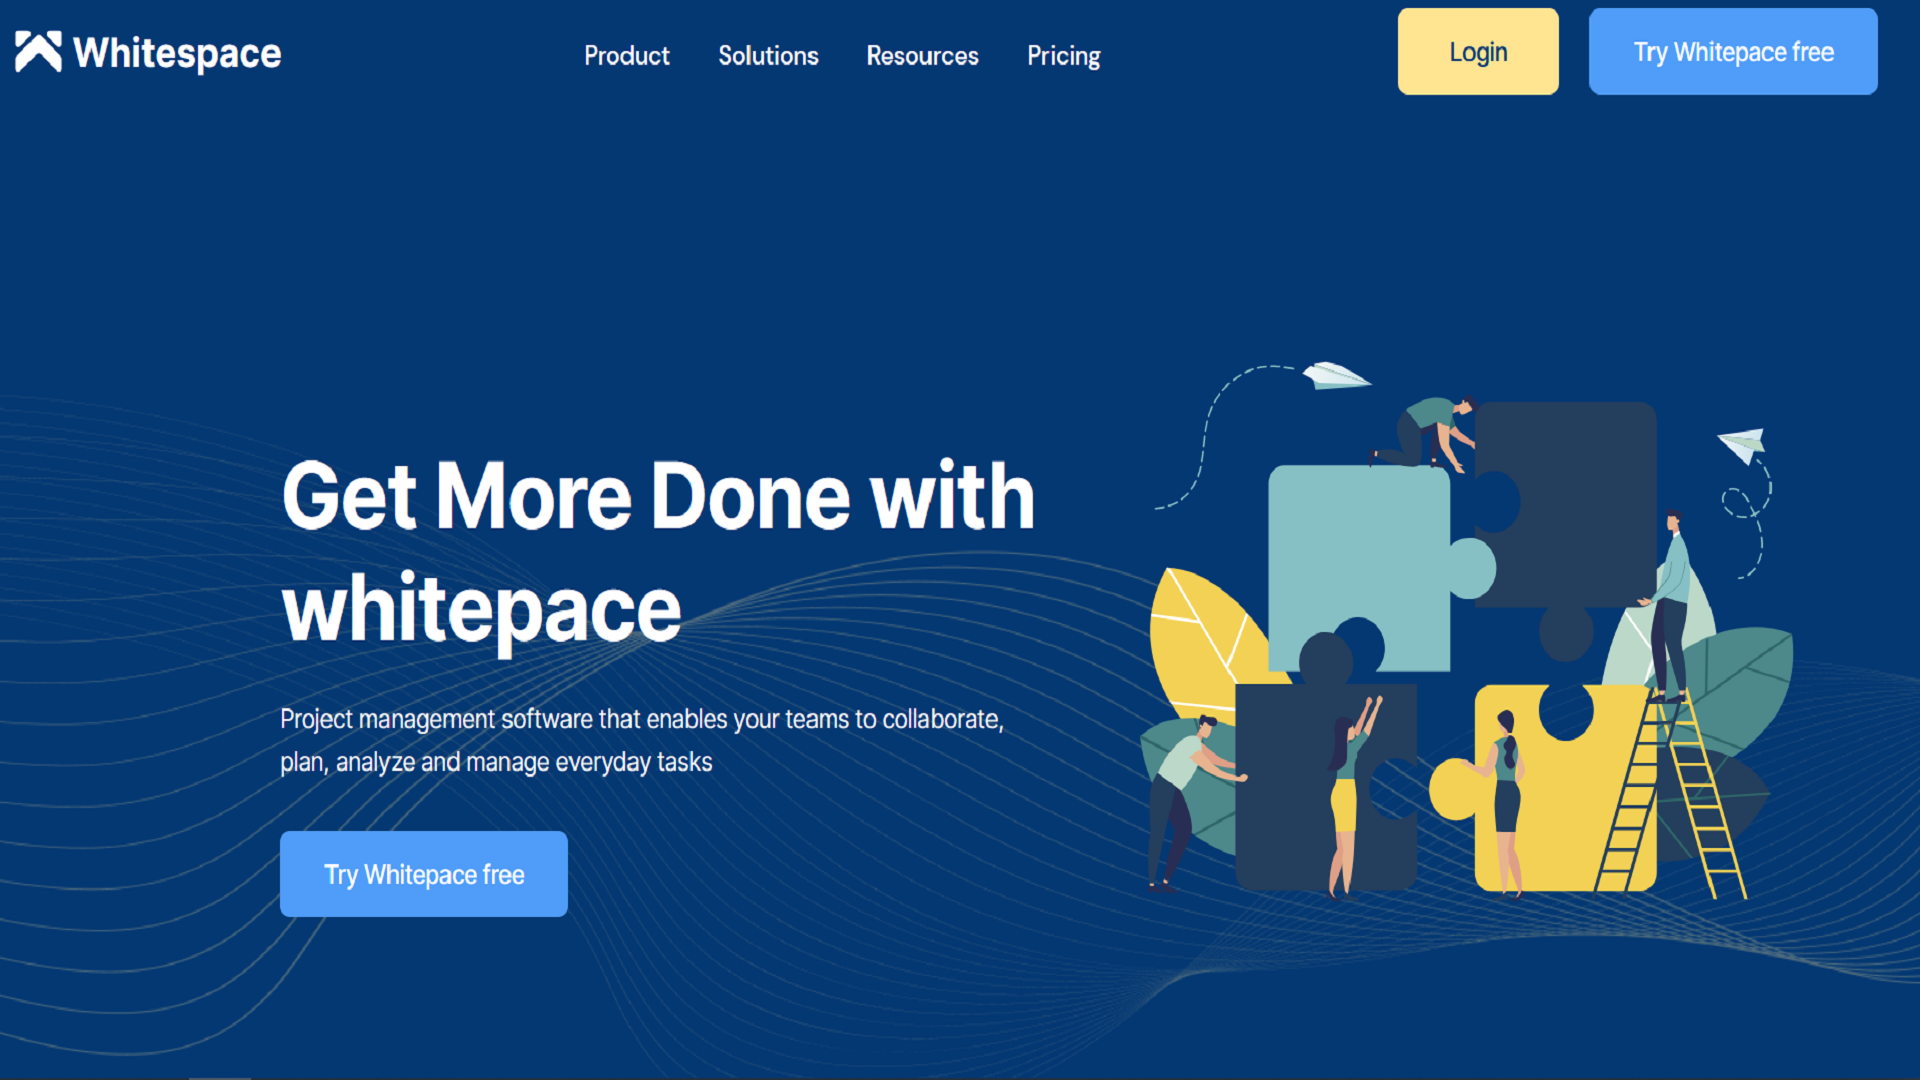 Whitespace
Product Solutions Resources Pricing
Login
Try Whitepace free
Get More Done with
whitepace
Project management software that enables your teams to collaborate,
plan, analyze and manage everyday tasks
Try Whitepace free